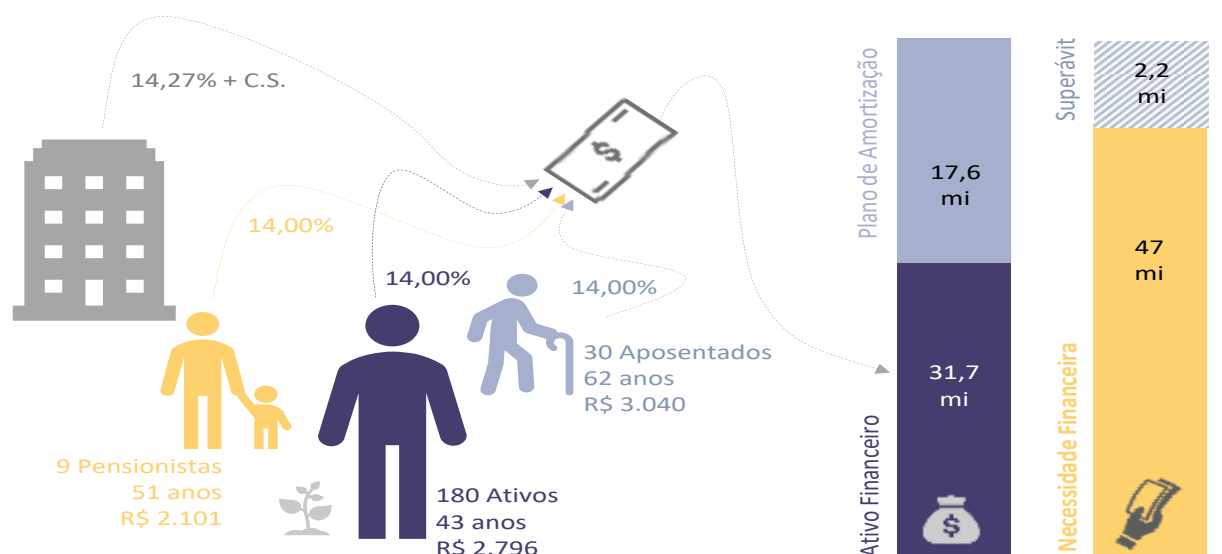 14,27% + C.S.
14,00%
14,00%
14,00%
9 Pensionistas
51 anos
R$ 2.101
180 Ativos
43 anos
R$ 2.796
30 Aposentados
62 anos
R$ 3.040
Plano de Amortização
17,6
mi
Ativo Financeiro
31,7
mi
$
$
Superávit
2,2
mi
Necessidade Financeira
47
mi